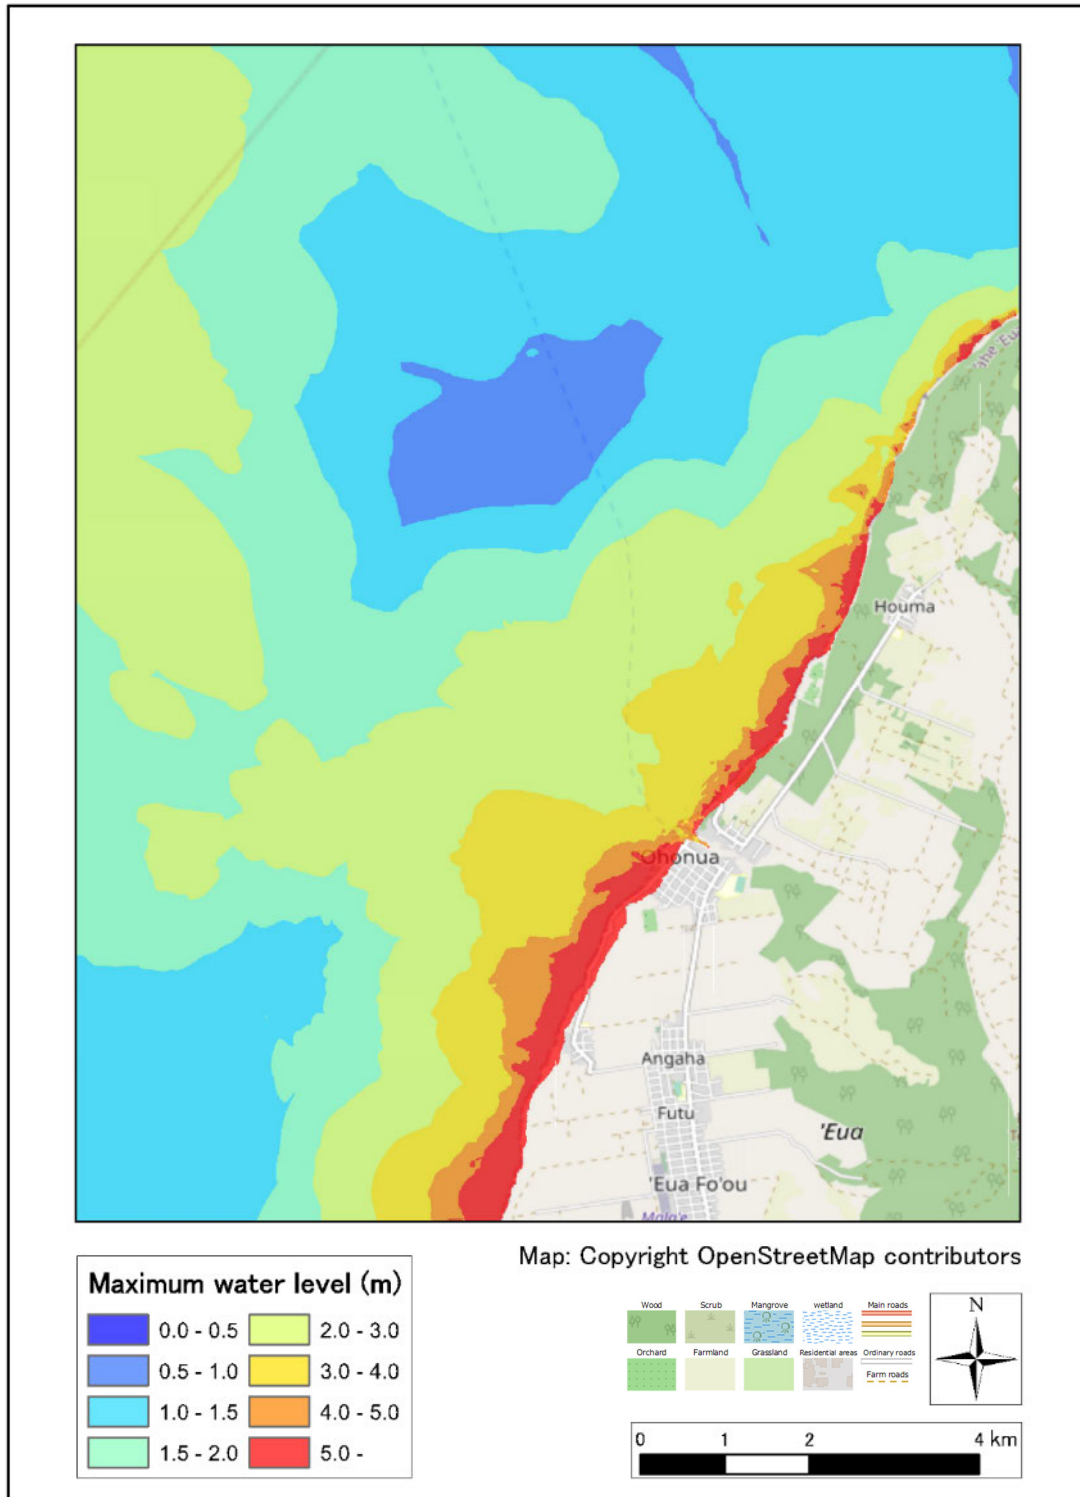 'Eua
Houma
Ohonua
Angaha
Futu
'Eua
'Eua Fo'ou
Mala'e
Map: Copyright OpenStreetMap contributors
Maximum water level (m)
0.0 - 0.5
2.0 - 3.0
0.5 - 1.0
3.0 - 4.0
1.0 - 1.5
4.0 - 5.0
1.5 - 2.0
5.0 -
Wood
Scrub
Mangrove
wetland
Main roads
Orchard
Farmland
Grassland
Residential areas
Ordinary roads
Farm roads
N
0 1 2 4 km